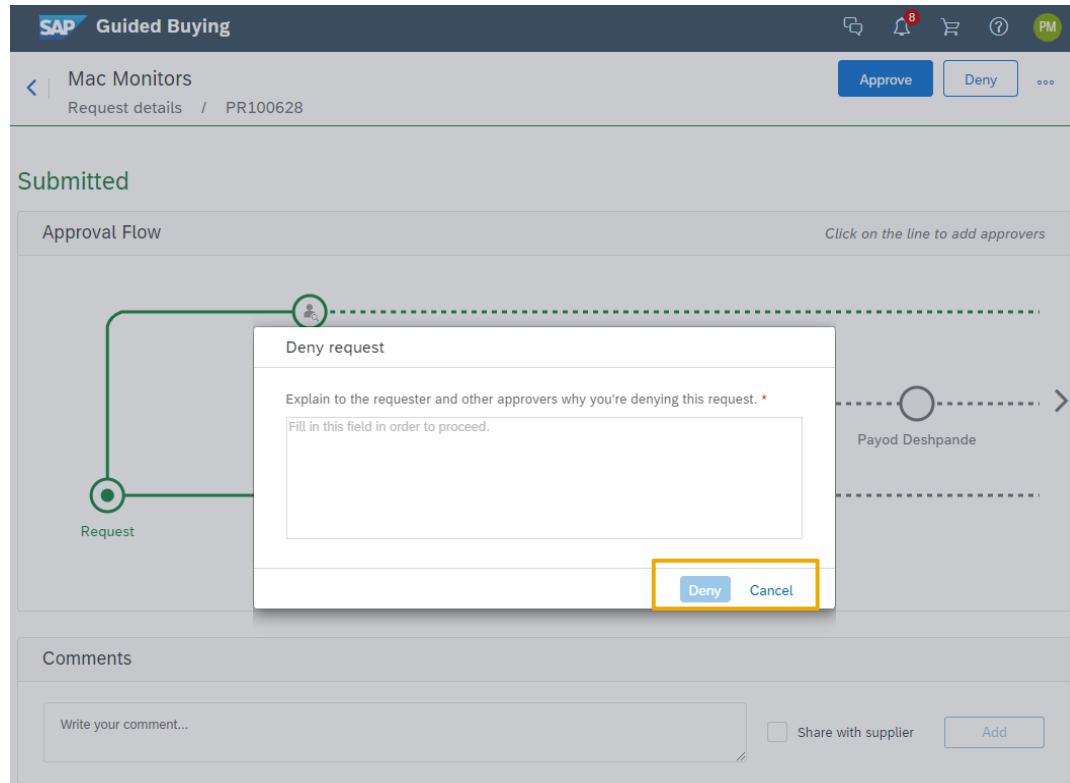 SAP Guided Buying
8
PM
Mac Monitors
Request details / PR100628
Approve
Deny
Submitted
Approval Flow
Click on the line to add approvers
Deny request
Explain to the requester and other approvers why you're denying this request. *
Fill in this field in order to proceed.
Payod Deshpande
Request
Deny
Cancel
Comments
Write your comment...
Share with supplier
Add